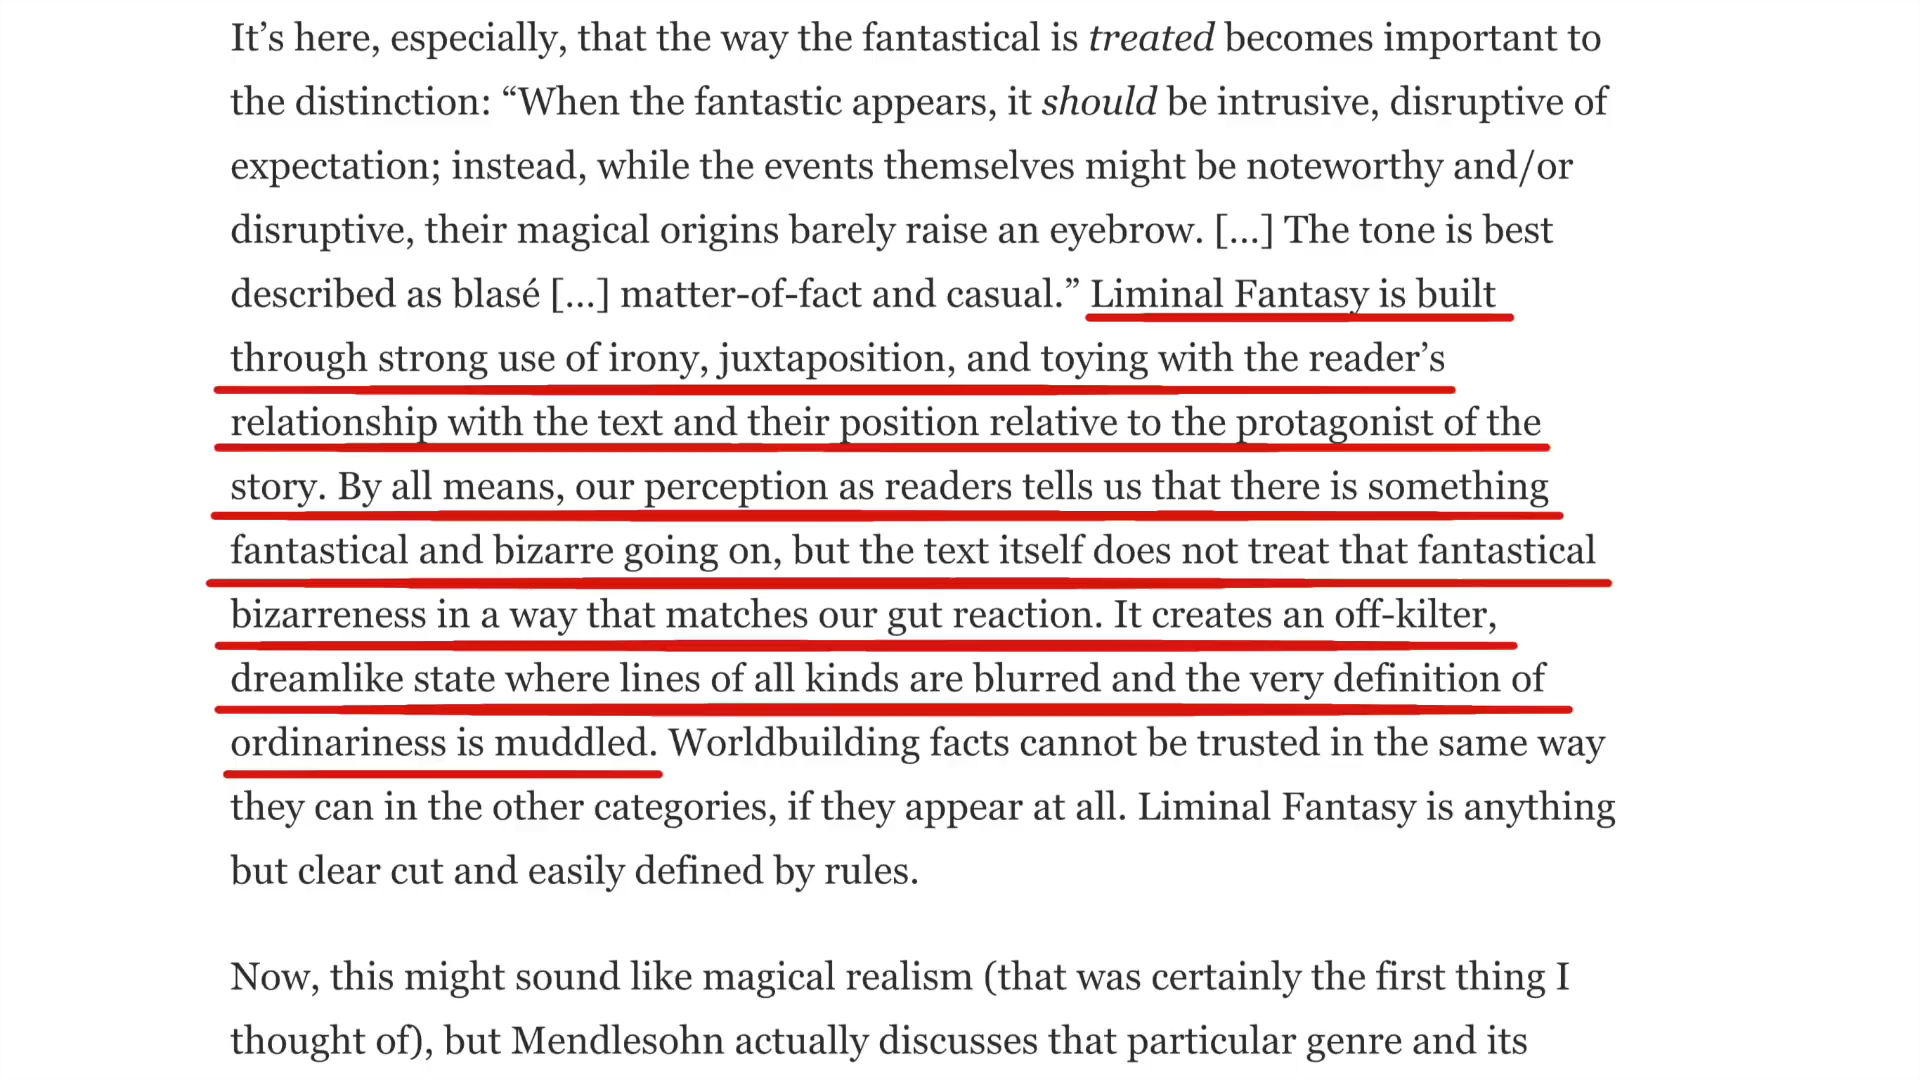 It’s here, especially, that the way the fantastical is treated becomes important to
the distinction: “When the fantastic appears, it should be intrusive, disruptive of
expectation; instead, while the events themselves might be noteworthy and/or
disruptive, their magical origins barely raise an eyebrow. [...] The tone is best
described as blasé [...] matter-of-fact and casual.” Liminal Fantasy is built
through strong use of irony, juxtaposition, and toying with the reader’s
relationship with the text and their position relative to the protagonist of the
story. By all means, our perception as readers tells us that there is something
fantastical and bizarre going on, but the text itself does not treat that fantastical
bizarreness in a way that matches our gut reaction. It creates an off-kilter,
dreamlike state where lines of all kinds are blurred and the very definition of
ordinariness is muddled. Worldbuilding facts cannot be trusted in the same way
they can in the other categories, if they appear at all. Liminal Fantasy is anything
but clear cut and easily defined by rules.
Now, this might sound like magical realism (that was certainly the first thing I
thought of), but Mendlesohn actually discusses that particular genre and its